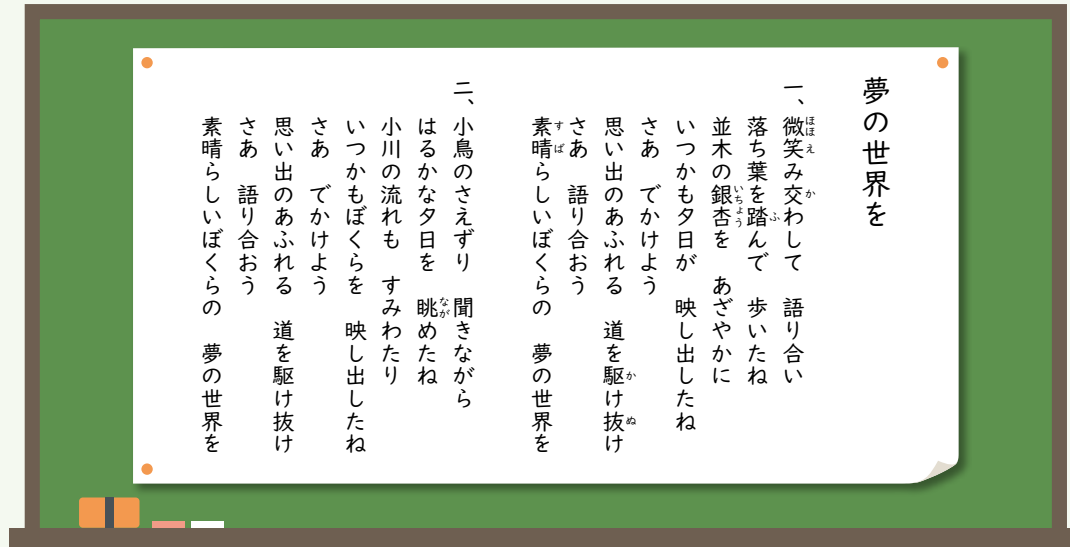 夢の世界を
一、微笑み交わして　語り合い
落ち葉を踏んで　歩いたね
並木の銀杏を　あざやかに
いつかも夕日が　映し出したね
さあ　でかけよう
思い出のあふれる　道を駆け抜け
さあ　語り合おう
素晴らしいぼくらの　夢の世界を
二、小鳥のさえずり　聞きながら
はるかな夕日を　眺めたね
小川の流れも　すみわたり
いつかもぼくらを　映し出したね
さあ　でかけよう
思い出のあふれる　道を駆け抜け
さあ　語り合おう
素晴らしいぼくらの　夢の世界を